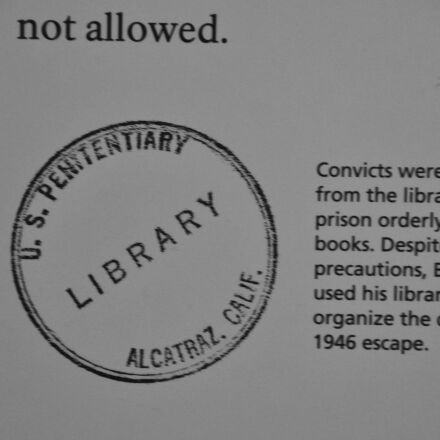 not allowed.
U. S. PENITENTIARY
LIBRARY
ALCATRAZ, CALIF.
Convicts were
from the libra
prison orderly
books. Despit
precautions, B
used his librar
organize the
1946 escape.